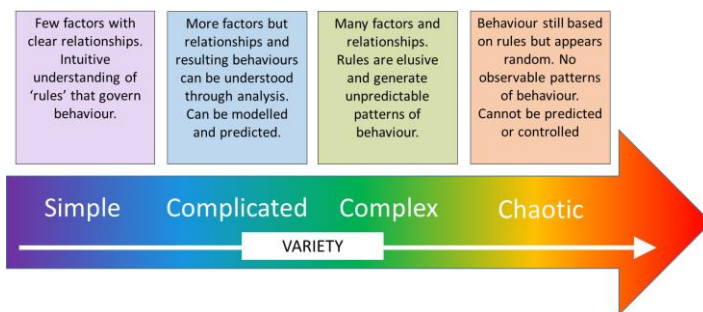 Few factors with
clear relationships.
Intuitive
understanding of
‘rules’ that govern
behaviour.
More factors but
relationships and
resulting behaviours
can be understood
through analysis.
Can be modelled
and predicted.
Many factors and
relationships.
Rules are elusive
and generate
unpredictable
patterns of
behaviour.
Behaviour still based
on rules but appears
random. No
observable patterns
of behaviour.
Cannot be predicted
or controlled
Simple
Complicated
Complex
Chaotic
VARIETY